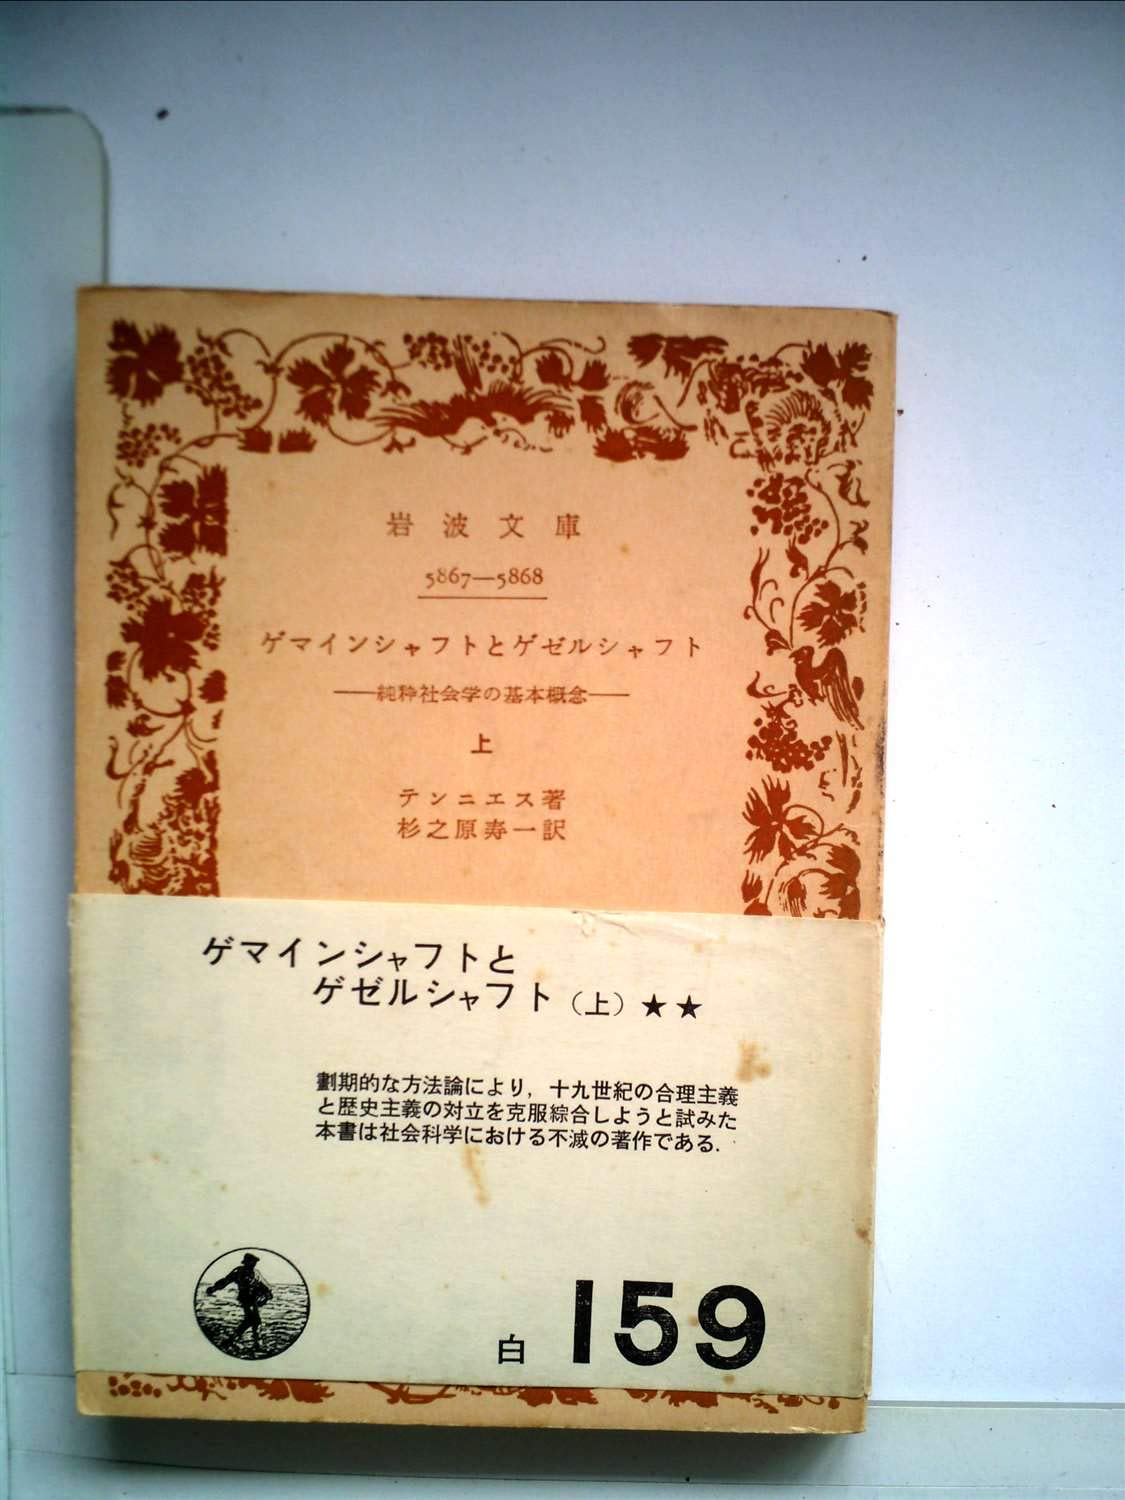 岩波文庫
5867—5868
ゲマインシャフトとゲゼルシャフト
——純粋社会学の基本概念——
上
テンニエス著
杉之原寿一訳
ゲマインシャフトと
ゲゼルシャフト(上)★★
劃期的な方法論により,十九世紀の合理主義
と歴史主義の対立を克服綜合しようと試みた
本書は社会科学における不滅の著作である.
白 159